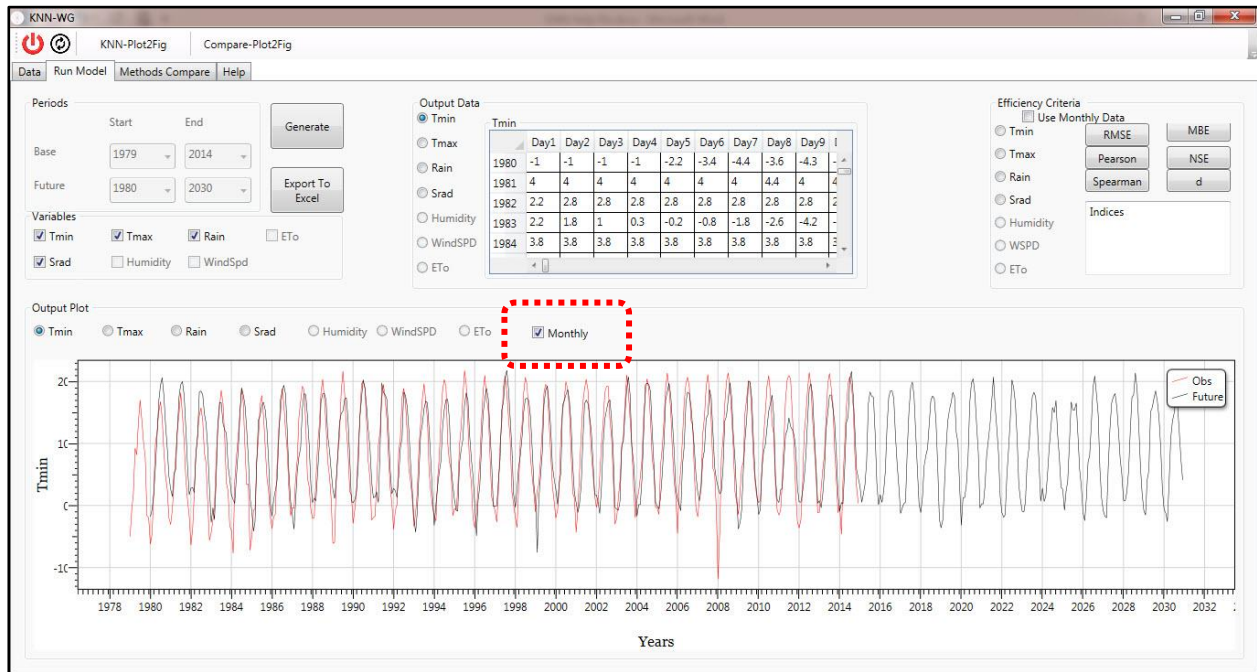 KNN-WG
KNN-Plot2Fig Compare-Plot2Fig
Data Run Model Methods Compare Help
Periods
Start End
Base 1979 2014
Future 1980 2030
Generate
Export To
Excel
Variables
Tmin Tmax Rain ETo
Srad Humidity WindSpd
Output Data
Tmin
Tmax
Rain
Srad
Humidity
WindSPD
ETo
Tmin
Day1 Day2 Day3 Day4 Day5 Day6 Day7 Day8 Day9
1980 -1 -1 -1 -1 -2.2 -3.4 -4.4 -3.6 -4.3
1981 4 4 4 4 4 4 4.4 4
1982 2.2 2.8 2.8 2.8 2.8 2.8 2.8 2.8 2.8
1983 2.2 1.8 1 0.3 -0.2 -0.8 -1.8 -2.6 -4.2
1984 3.8 3.8 3.8 3.8 3.8 3.8 3.8 3.8 3.8
Efficiency Criteria
Use Monthly Data
Tmin
Tmax
Rain
Srad
Humidity
WSPD
ETo
RMSE MBE
Pearson NSE
Spearman d
Indices
Output Plot
Tmin Tmax Rain Srad Humidity WindSPD ETo Monthly
Obs
Future
Tmin
-10
1978 1980 1982 1984 1986 1988 1990 1992 1994 1996 1998 2000 2002 2004 2006 2008 2010 2012 2014 2016 2018 2020 2022 2024 2026 2028 2030 2032
Years